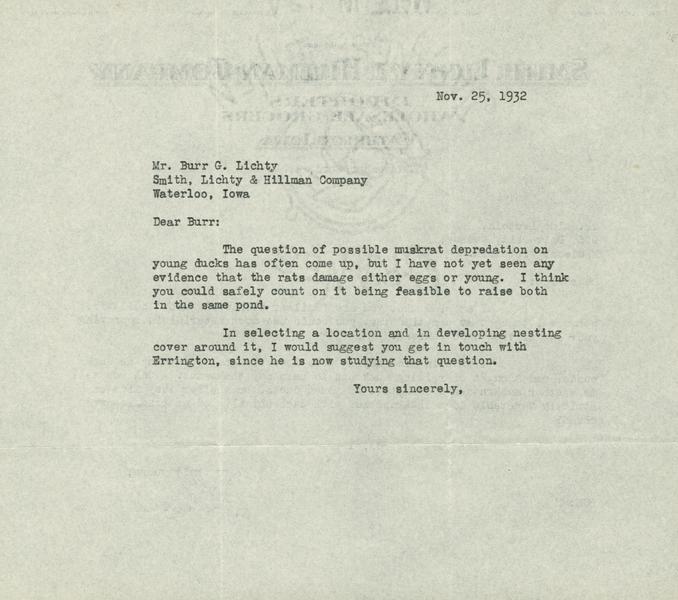 Nov. 25, 1932
Mr. Burr G. Lichty
Smith, Lichty & Hillman Company
Waterloo, Iowa
Dear Burr:
The question of possible muskrat depredation on
young ducks has often come up, but I have not yet seen any
evidence that the rats damage either eggs or young. I think
you could safely count on it being feasible to raise both
in the same pond.
In selecting a location and in developing nesting
cover around it, I would suggest you get in touch with
Errington, since he is now studying that question.
Yours sincerely,